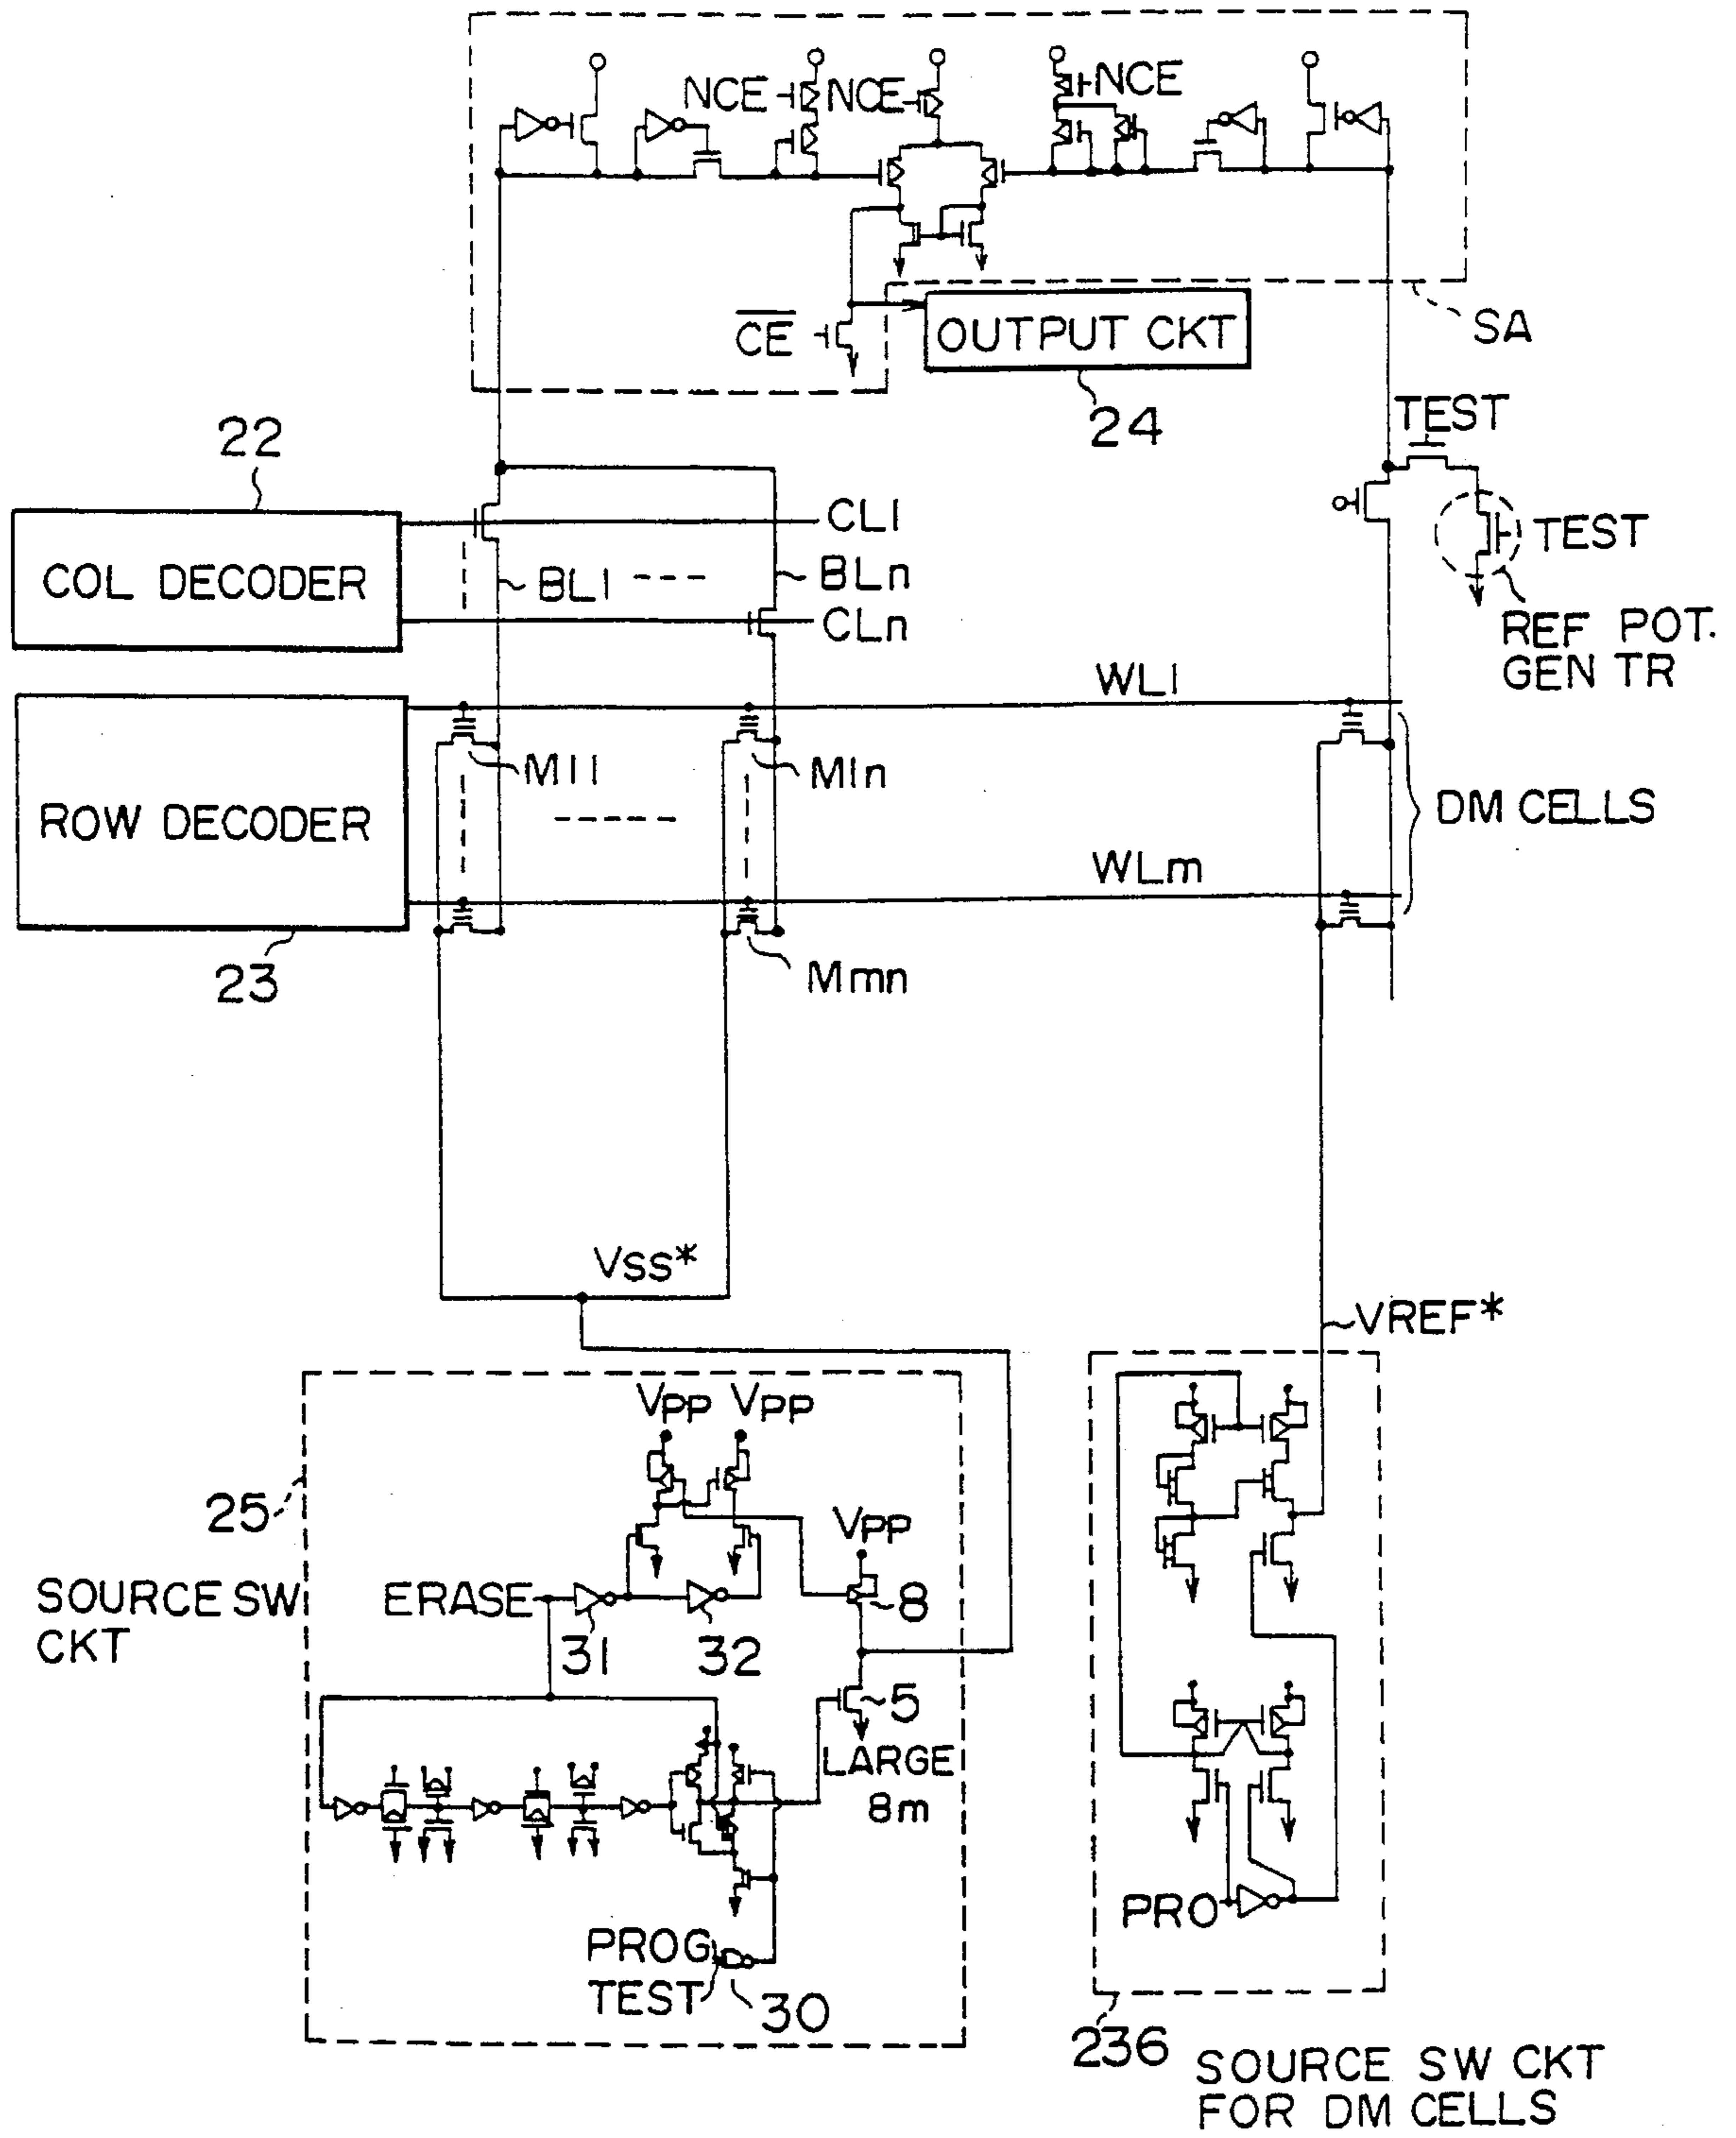 NCE
NCE
NCE
CE
OUTPUT CKT
SA
24
TEST
22
COL DECODER
CL1
BL1
BLn
CLn
TEST
REF POT.
GEN TR
WL1
ROW DECODER
M11
M1n
DM CELLS
WLm
23
Mmn
VSS*
VREF*
VPP VPP
25
VPP
SOURCE SW
CKT
ERASE
31
32
8
5
LARGE
8m
PRO
PROG
TEST
30
236
SOURCE SW CKT
FOR DM CELLS